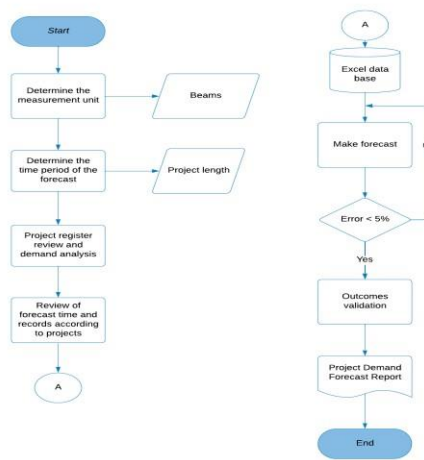 Start
Determine the
measurement unit
Beams
Determine the
time period of the
forecast
Project length
Project register
review and
demand analysis
Review of
forecast time and
records according
to projects
A
A
Excel data
base
Make forecast
Error < 5%
Yes
Outcomes
validation
Project Demand
Forecast Report
End